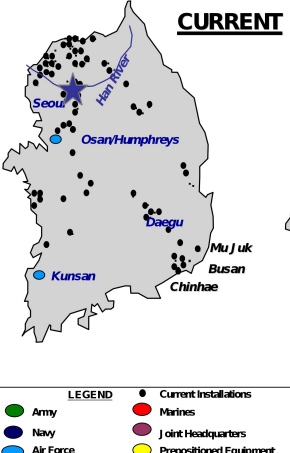 CURRENT
Han River
Seoul
Osan/Humphreys
Daegu
Mu Juk
Kunsan
Busan
Chinhae
LEGEND
Current Installations
Army
Marines
Navy
Joint Headquarters
Air Force
Prepositioned Equipment